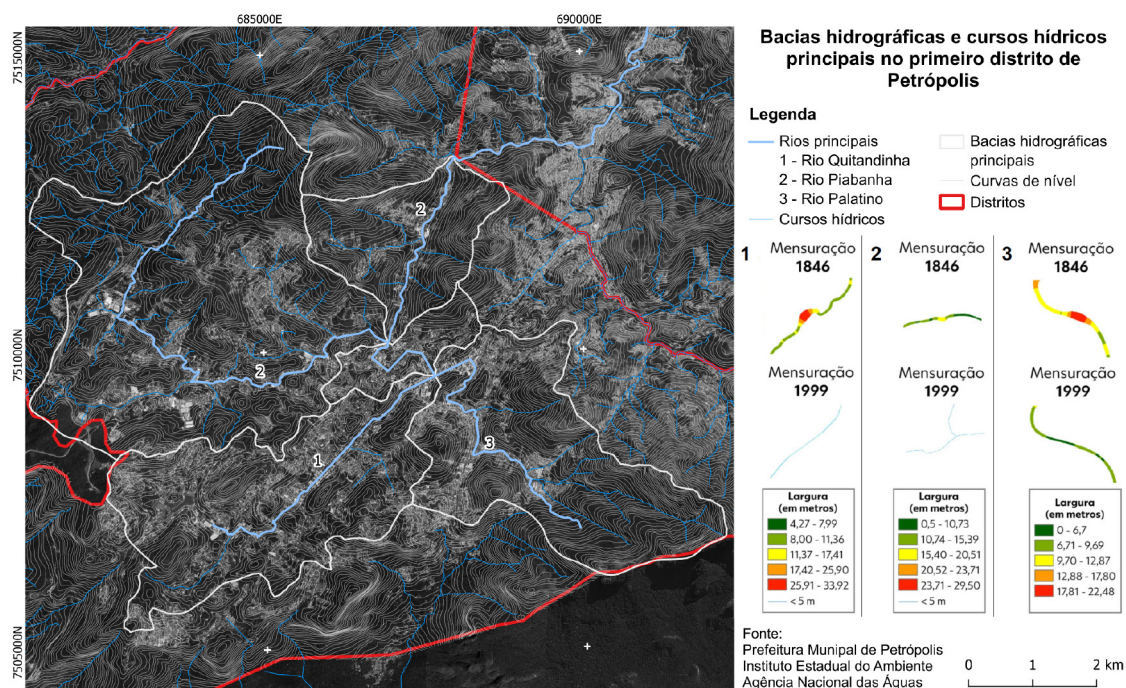 685000E
690000E
7515000N
7510000N
7505000N
2
2
1
3
Bacias hidrográficas e cursos hídricos
principais no primeiro distrito de
Petrópolis
Legenda
Rios principais
1 - Rio Quitandinha
2 - Rio Piabanha
3 - Rio Palatino
Cursos hídricos
Bacias hidrográficas
principais
Curvas de nível
Distritos
1
Mensuração
1846
2
Mensuração
1846
3
Mensuração
1846
Mensuração
1999
Mensuração
1999
Mensuração
1999
Largura
(em metros)
4,27 - 7,99
8,00 - 11,36
11,37 - 17,41
17,42 - 25,90
25,91 - 33,92
< 5 m
Largura
(em metros)
0,5 - 10,73
10,74 - 15,39
15,40 - 20,51
20,52 - 23,71
23,71 - 29,50
< 5 m
Largura
(em metros)
0 - 6,7
6,71 - 9,69
9,70 - 12,87
12,88 - 17,80
17,81 - 22,48
Fonte:
Prefeitura Munipal de Petrópolis
Instituto Estadual do Ambiente
Agência Nacional das Águas
0 1 2 km